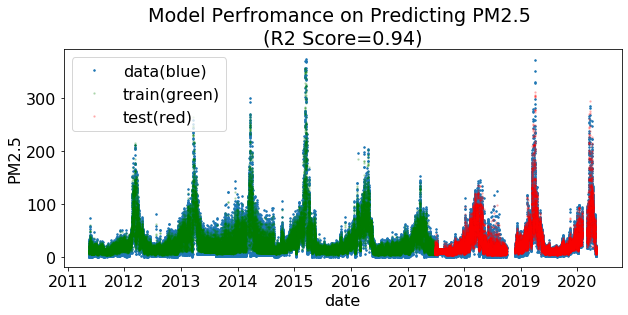 Model Perfromance on Predicting PM2.5
(R2 Score=0.94)
data(blue)
train(green)
test(red)
PM2.5
300
200
100
0
2011 2012 2013 2014 2015 2016 2017 2018 2019 2020
date